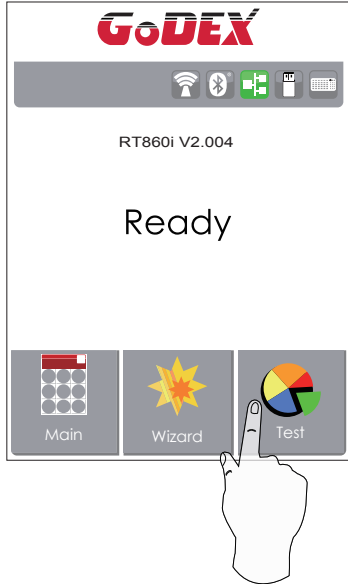 GoDEX
RT860i V2.004
Ready
Main
Wizard
Test